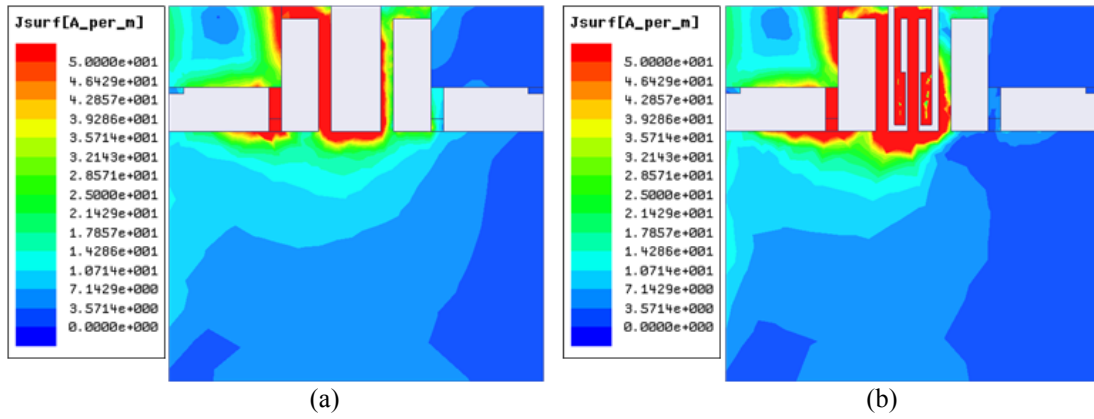 Jsurf[A_per_m]
5.0000e+001
4.6429e+001
4.2857e+001
3.9286e+001
3.5714e+001
3.2143e+001
2.8571e+001
2.5000e+001
2.1429e+001
1.7857e+001
1.4286e+001
1.0714e+001
7.1429e+000
3.5714e+000
0.0000e+000
(a)
Jsurf[A_per_m]
5.0000e+001
4.6429e+001
4.2857e+001
3.9286e+001
3.5714e+001
3.2143e+001
2.8571e+001
2.5000e+001
2.1429e+001
1.7857e+001
1.4286e+001
1.0714e+001
7.1429e+000
3.5714e+000
0.0000e+000
(b)